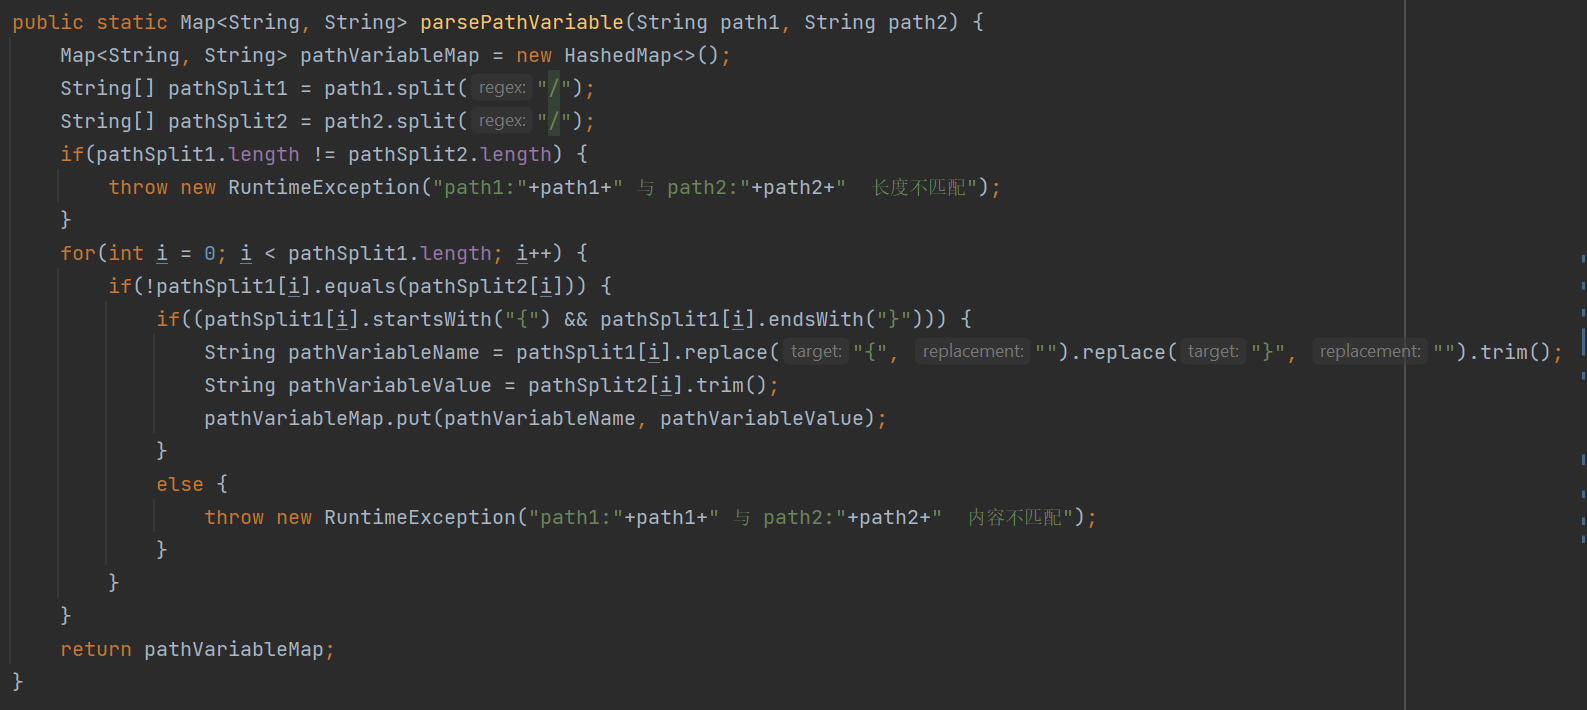 public static Map<String, String> parsePathVariable(String path1, String path2) {
    Map<String, String> pathVariableMap = new HashedMap<>();
    String[] pathSplit1 = path1.split( regex: "/");
    String[] pathSplit2 = path2.split( regex: "/");
    if(pathSplit1.length != pathSplit2.length) {
        throw new RuntimeException("path1:"+path1+" 与 path2:"+path2+"  长度不匹配");
    }
    for(int i = 0; i < pathSplit1.length; i++) {
        if(!pathSplit1[i].equals(pathSplit2[i])) {
            if((pathSplit1[i].startsWith("{") && pathSplit1[i].endsWith("}"))) {
                String pathVariableName = pathSplit1[i].replace( target: "{", replacement: "").replace( target: "}", replacement: "").trim();
                String pathVariableValue = pathSplit2[i].trim();
                pathVariableMap.put(pathVariableName, pathVariableValue);
            }
            else {
                throw new RuntimeException("path1:"+path1+" 与 path2:"+path2+"  内容不匹配");
            }
        }
    }
    return pathVariableMap;
}